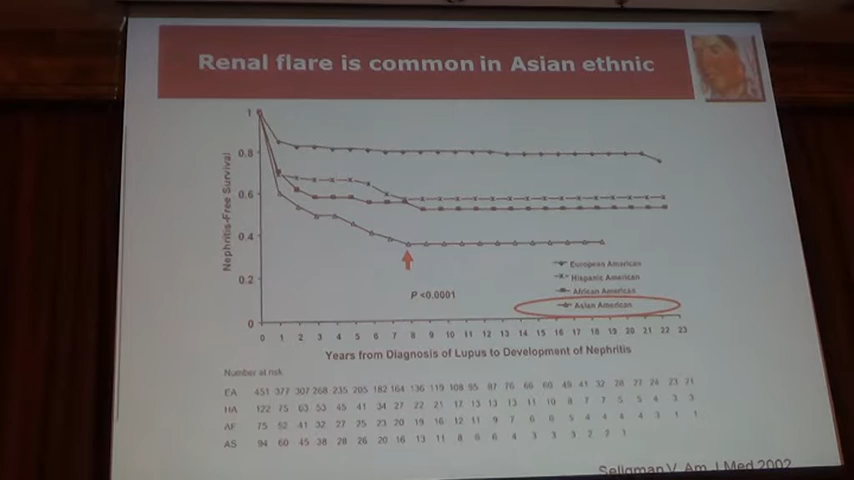 Renal flare is common in Asian ethnic
1
0.8
0.6
0.4
0.2
0
Nephritis-Free Survival
European American
Hispanic American
African American
Asian American
P <0.0001
0 1 2 3 4 5 6 7 8 9 10 11 12 13 14 15 16 17 18 19 20 21 22 23
Years from Diagnosis of Lupus to Development of Nephritis
Number at risk
EA 451 377 307 268 235 205 182 164 136 119 108 95 87 76 66 60 49 41 32 28 27 24 23 21
HA 122 75 63 53 45 41 34 27 22 21 17 13 13 13 11 10 8 7 5 5 4 3 3
AF 75 52 41 32 27 25 23 20 19 16 12 11 9 7 6 6 5 4 4 4 4 3 1 1
AS 94 60 45 38 28 26 20 16 13 11 8 6 6 4 3 3 3 2 2 1
Seligman V, Am J Med 2002